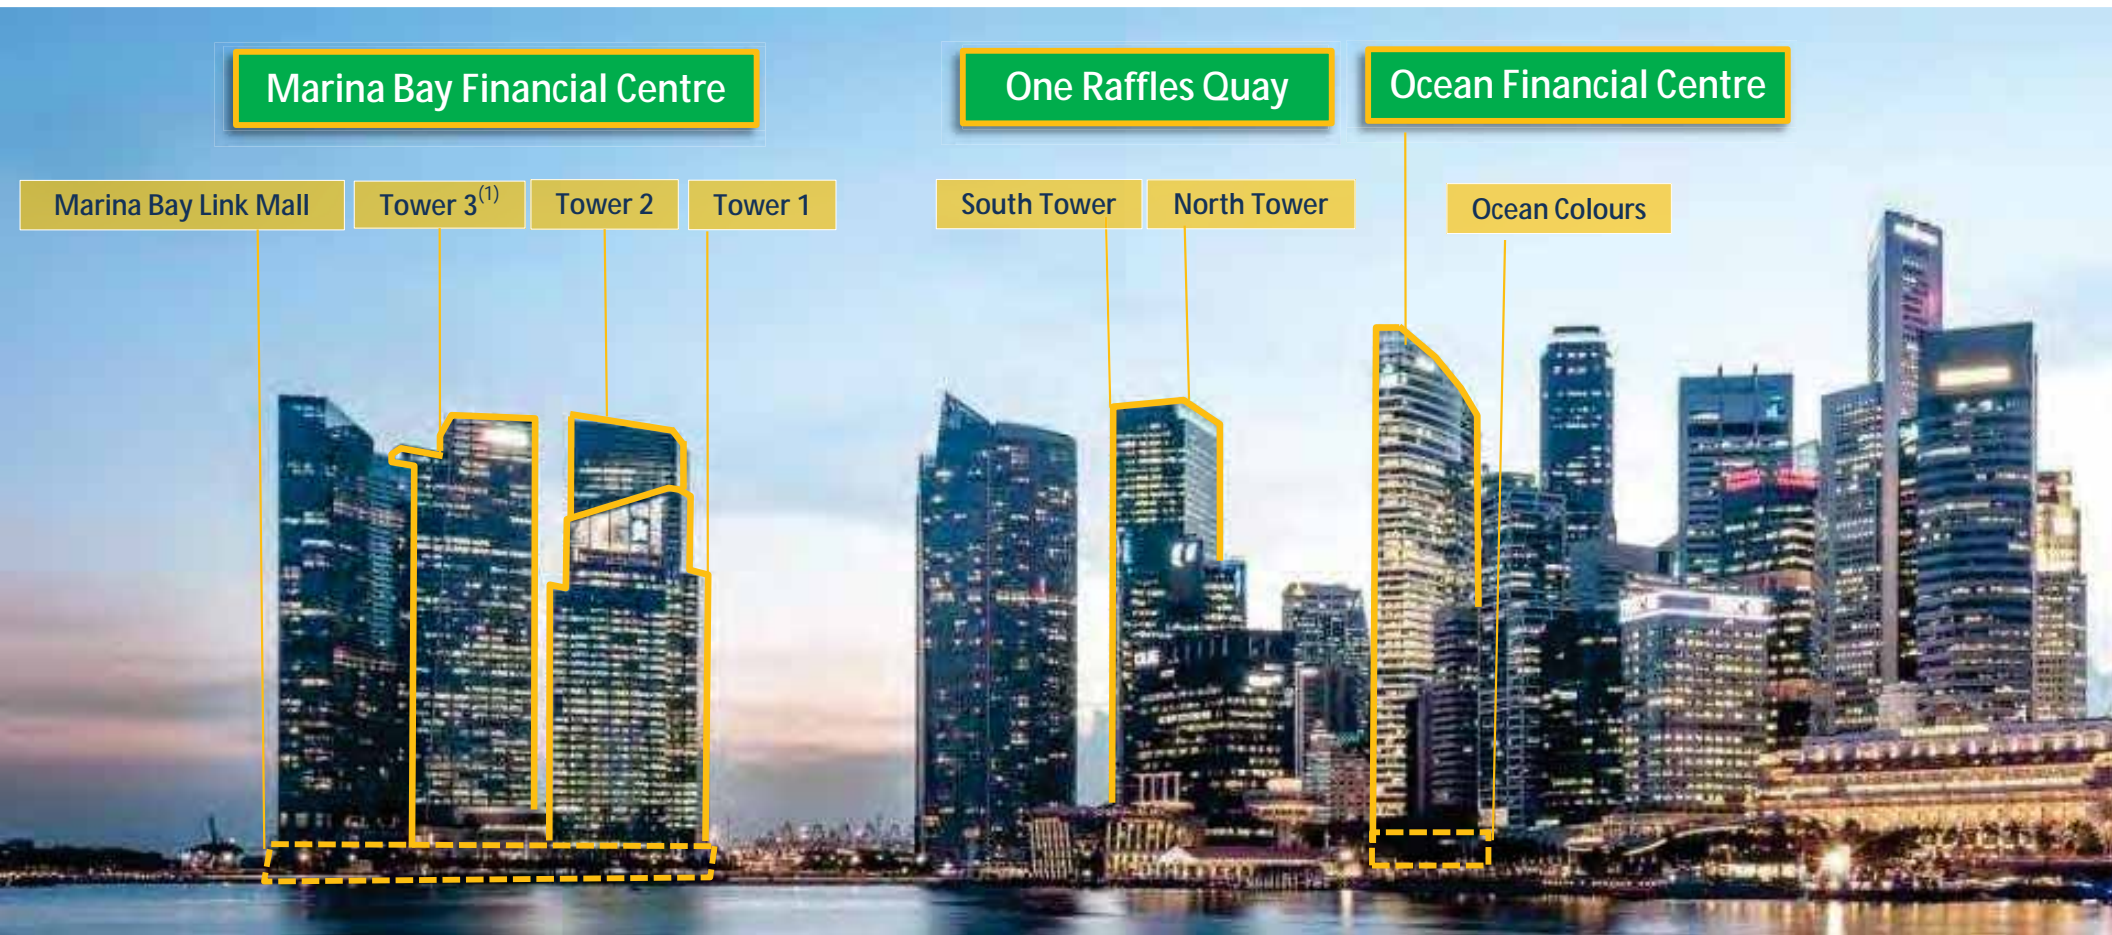 Marina Bay Financial Centre
One Raffles Quay
Ocean Financial Centre
Marina Bay Link Mall
Tower 3(1)
Tower 2
Tower 1
South Tower
North Tower
Ocean Colours